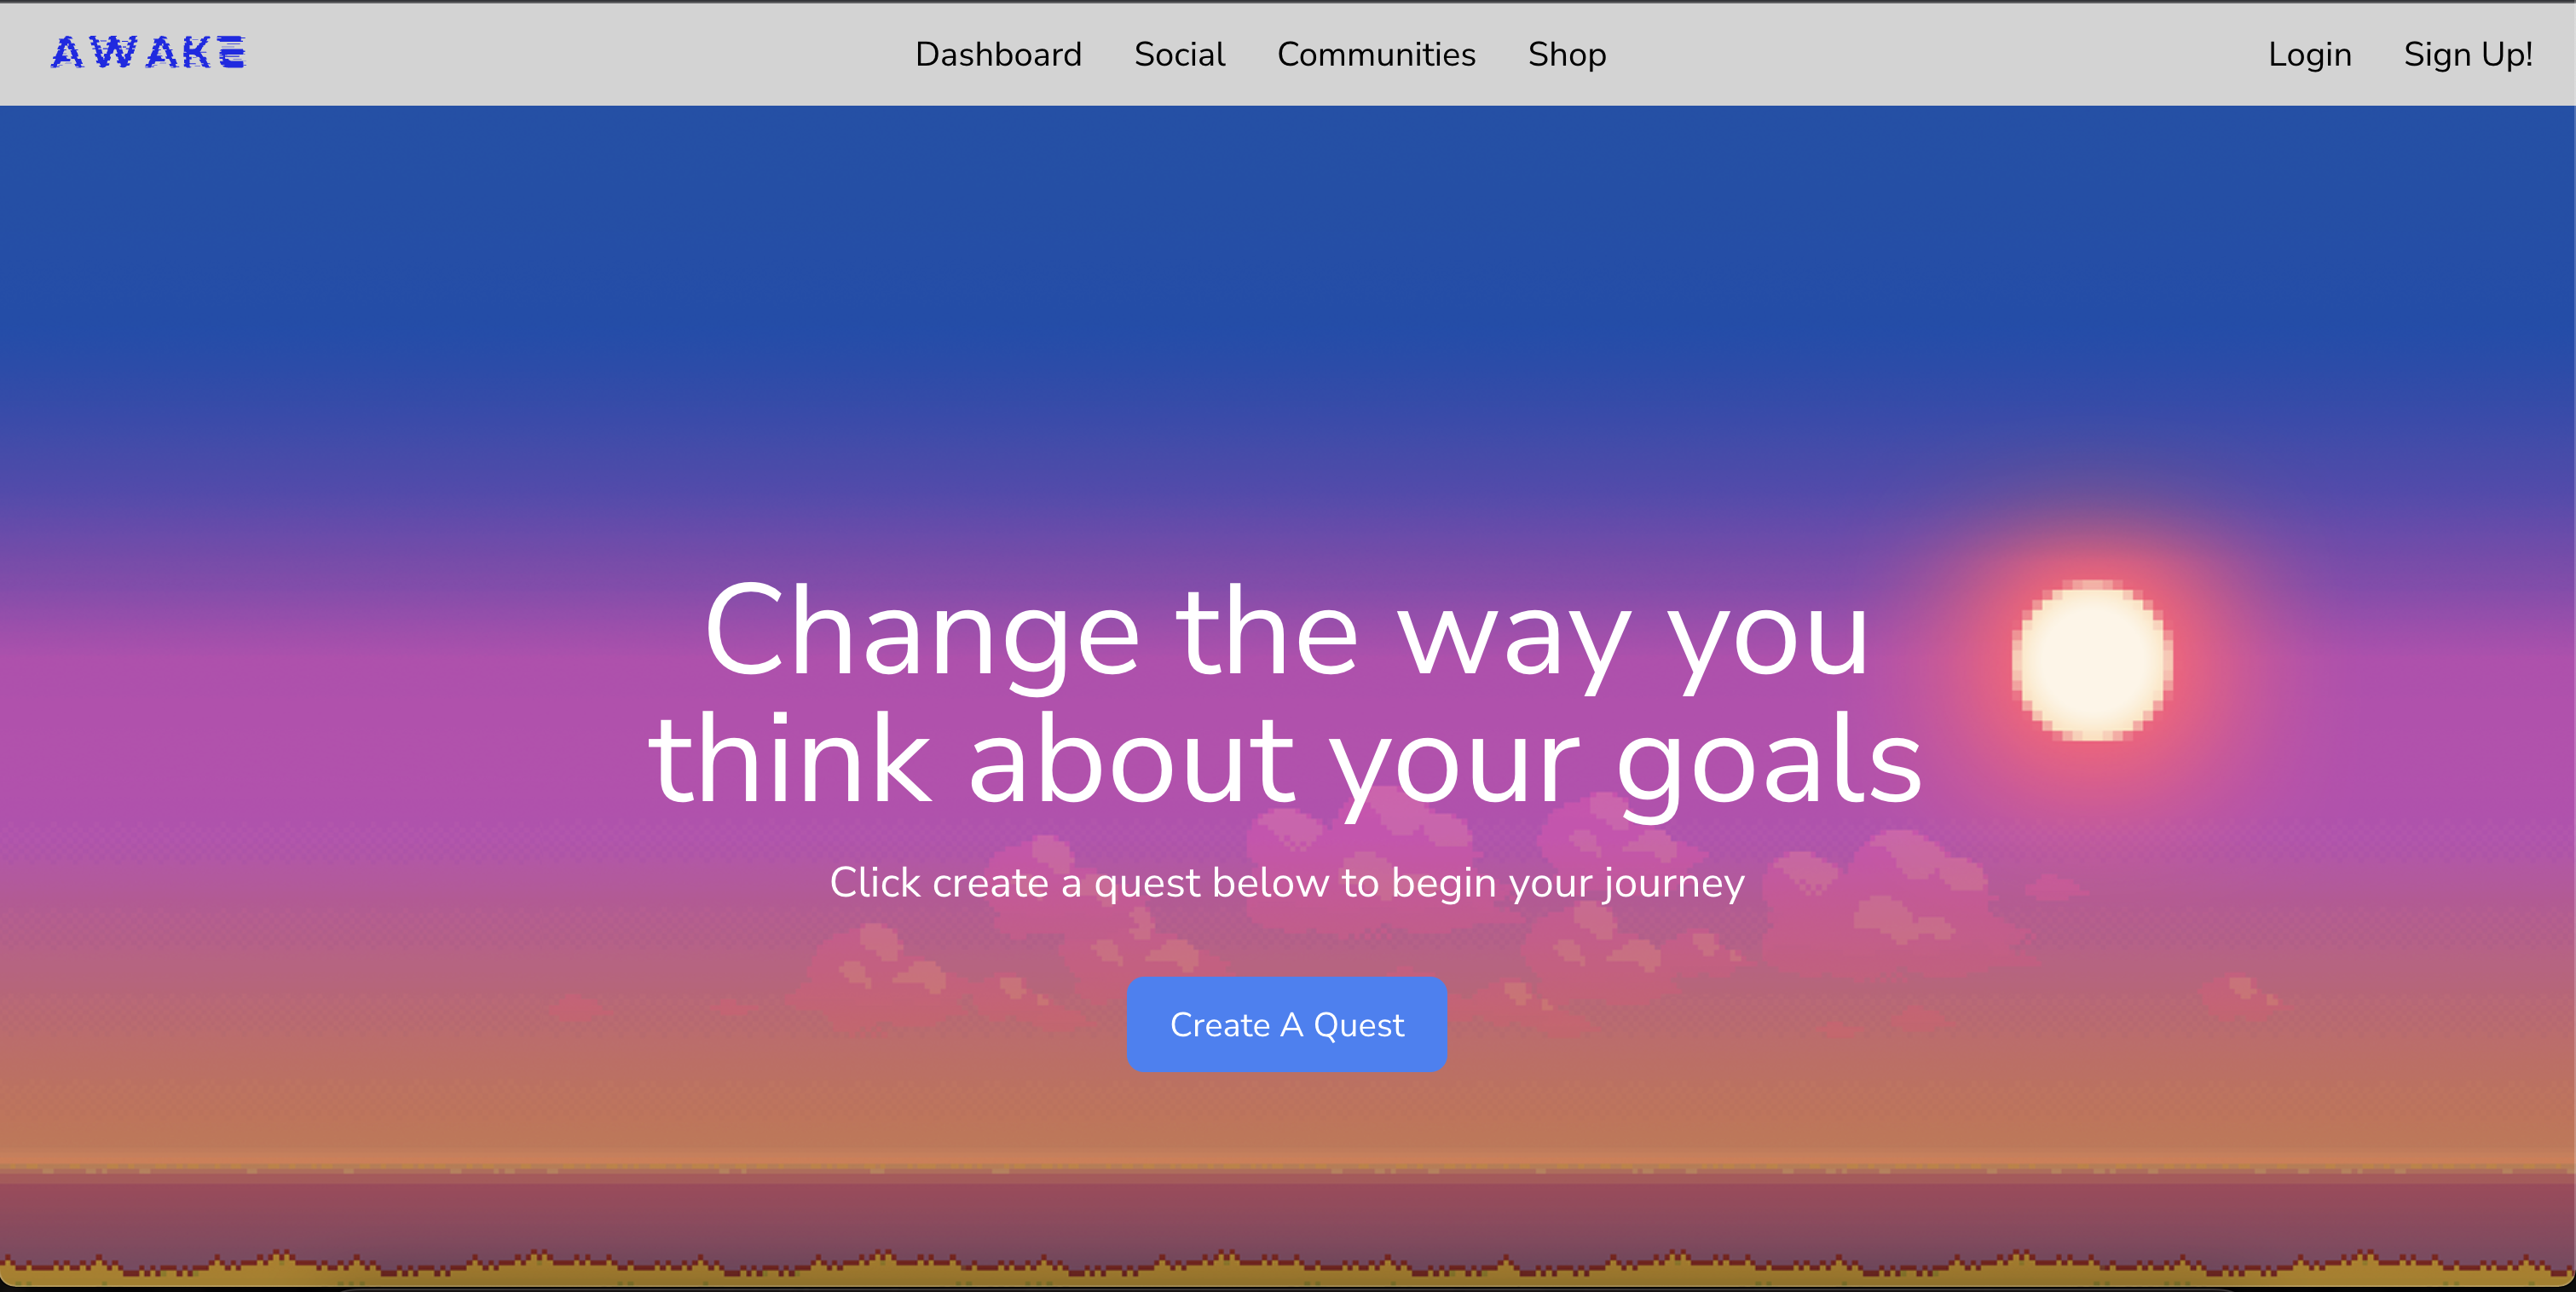 AWAKE
Dashboard Social Communities Shop
Login Sign Up!
Change the way you
think about your goals
Click create a quest below to begin your journey
Create A Quest